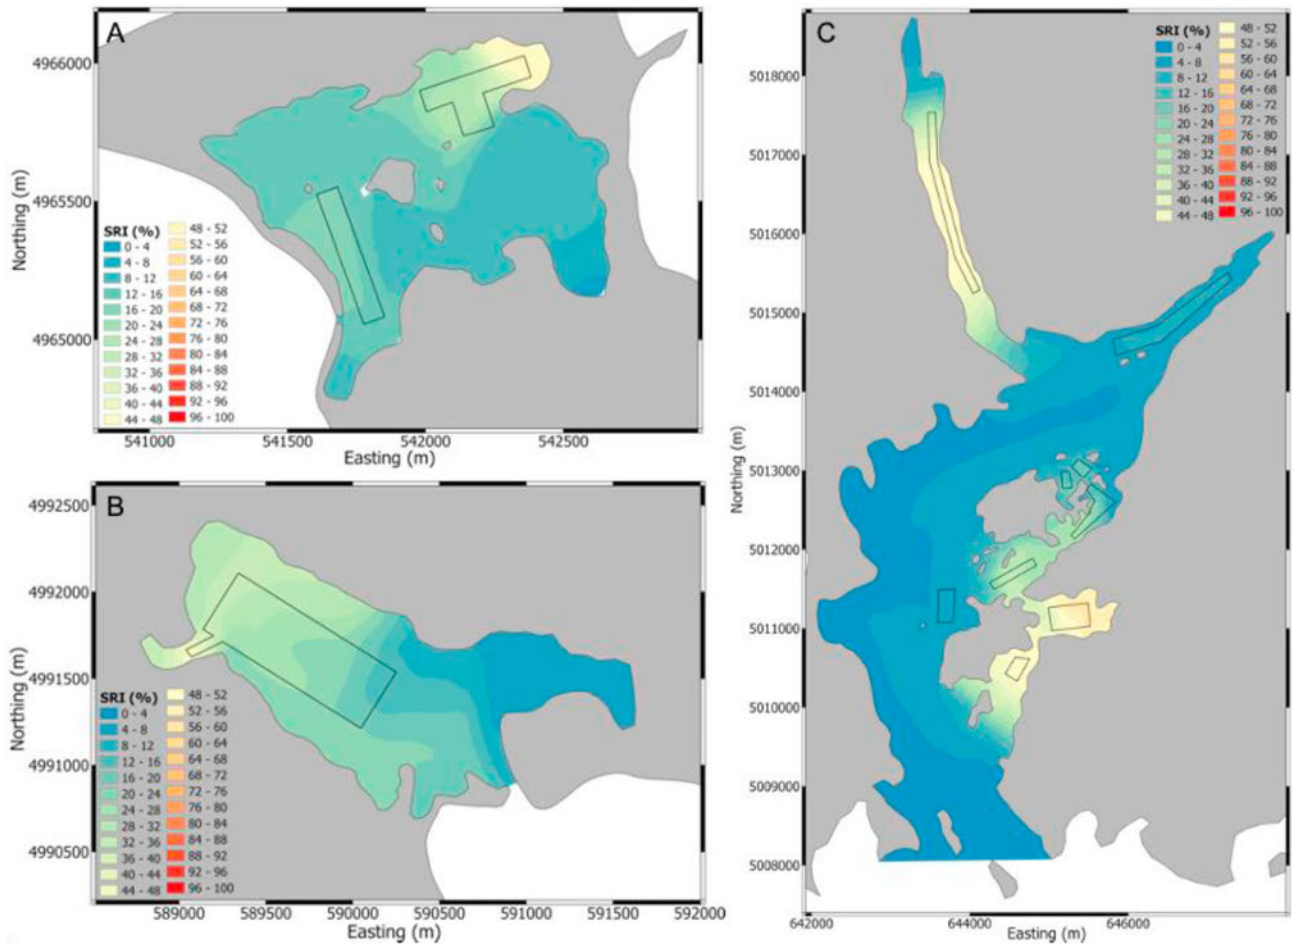 A
4966000
4965500
4965000
Northing (m)
SRI (%)
0 - 4
4 - 8
8 - 12
12 - 16
16 - 20
20 - 24
24 - 28
28 - 32
32 - 36
36 - 40
40 - 44
44 - 48
48 - 52
52 - 56
56 - 60
60 - 64
64 - 68
68 - 72
72 - 76
76 - 80
80 - 84
84 - 88
88 - 92
92 - 96
96 - 100
541000 541500 542000 542500
Easting (m)
B
4992500
4992000
4991500
4991000
4990500
Northing (m)
SRI (%)
0 - 4
4 - 8
8 - 12
12 - 16
16 - 20
20 - 24
24 - 28
28 - 32
32 - 36
36 - 40
40 - 44
44 - 48
48 - 52
52 - 56
56 - 60
60 - 64
64 - 68
68 - 72
72 - 76
76 - 80
80 - 84
84 - 88
88 - 92
92 - 96
96 - 100
589000 589500 590000 590500 591000 591500 592000
Easting (m)
C
SRI (%)
0 - 4
4 - 8
8 - 12
12 - 16
16 - 20
20 - 24
24 - 28
28 - 32
32 - 36
36 - 40
40 - 44
44 - 48
48 - 52
52 - 56
56 - 60
60 - 64
64 - 68
68 - 72
72 - 76
76 - 80
80 - 84
84 - 88
88 - 92
92 - 96
96 - 100
5018000
5017000
5016000
5015000
5014000
5013000
5012000
5011000
5010000
5009000
5008000
Northing (m)
642000 644000 646000
Easting (m)